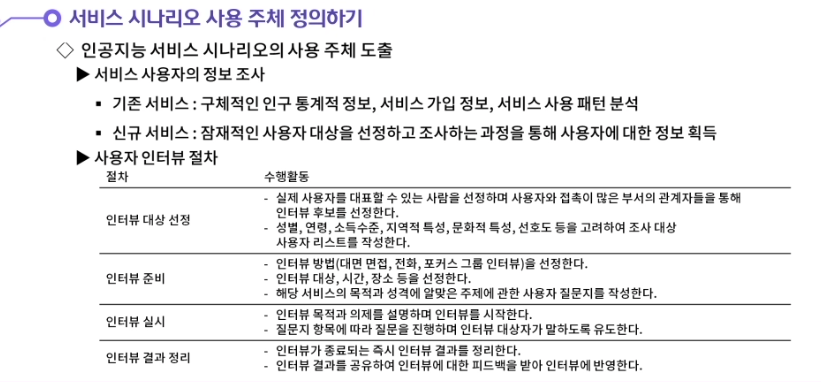 서비스 시나리오 사용 주체 정의하기
◇ 인공지능 서비스 시나리오의 사용 주체 도출
▶ 서비스 사용자의 정보 조사
▪ 기존 서비스 : 구체적인 인구 통계적 정보, 서비스 가입 정보, 서비스 사용 패턴 분석
▪ 신규 서비스 : 잠재적인 사용자 대상을 선정하고 조사하는 과정을 통해 사용자에 대한 정보 획득
▶ 사용자 인터뷰 절차
절차 수행활동
인터뷰 대상 선정
- 실제 사용자를 대표할 수 있는 사람을 선정하며 사용자와 접촉이 많은 부서의 관계자들을 통해
인터뷰 후보를 선정한다.
- 성별, 연령, 소득수준, 지역적 특성, 문화적 특성, 선호도 등을 고려하여 조사 대상
사용자 리스트를 작성한다.
인터뷰 준비
- 인터뷰 방법(대면 면접, 전화, 포커스 그룹 인터뷰)을 선정한다.
- 인터뷰 대상, 시간, 장소 등을 선정한다.
- 해당 서비스의 목적과 성격에 알맞은 주제에 관한 사용자 질문지를 작성한다.
인터뷰 실시
- 인터뷰 목적과 의제를 설명하며 인터뷰를 시작한다.
- 질문지 항목에 따라 질문을 진행하며 인터뷰 대상자가 말하도록 유도한다.
인터뷰 결과 정리
- 인터뷰가 종료되는 즉시 인터뷰 결과를 정리한다.
- 인터뷰 결과를 공유하여 인터뷰에 대한 피드백을 받아 인터뷰에 반영한다.